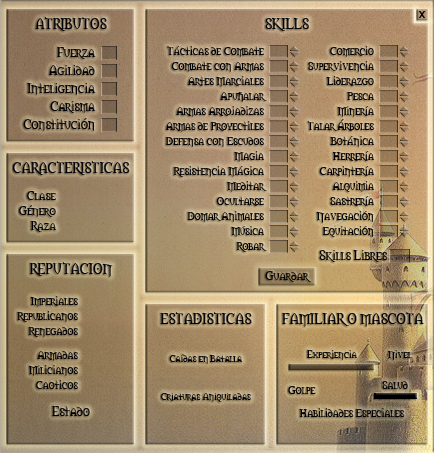 ATRIBUTOS
Fuerza
Agilidad
Inteligencia
Carisma
Constitución
CARACTERISTICAS
Clase
Género
Raza
REPUTACION
Imperiales
Republicanos
Renegados
Armadas
Milicianos
Caoticos
Estado
SKILLS
X
Tácticas de Combate
Combate con Armas
Artes Marciales
Apuñalar
Armas Arrojadizas
Armas de Proyectiles
Defensa con Escudos
Magia
Resistencia Mágica
Meditar
Ocultarse
Domar Animales
Música
Robar
Comercio
Supervivencia
Liderazgo
Pesca
Minería
Talar Árboles
Botánica
Herrería
Carpintería
Alquimia
Sastrería
Navegación
Equitación
Skills Libres
Guardar
ESTADISTICAS
Caídas en Batalla
Criaturas Aniquiladas
FAMILIAR O MASCOTA
Experiencia Nivel
Golpe Salud
Habilidades Especiales